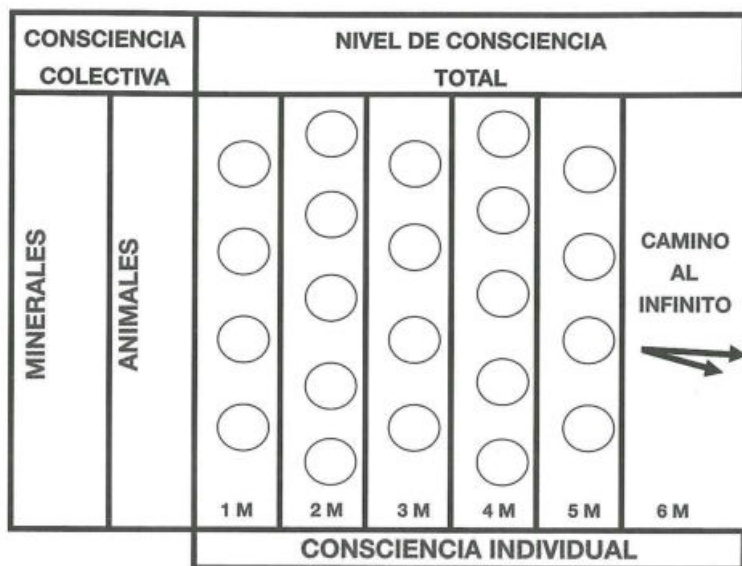 CONSCIENCIA
COLECTIVA
NIVEL DE CONSCIENCIA
TOTAL
MINERALES
ANIMALES
CAMINO
AL
INFINITO
1 M
2 M
3 M
4 M
5 M
6 M
CONSCIENCIA INDIVIDUAL